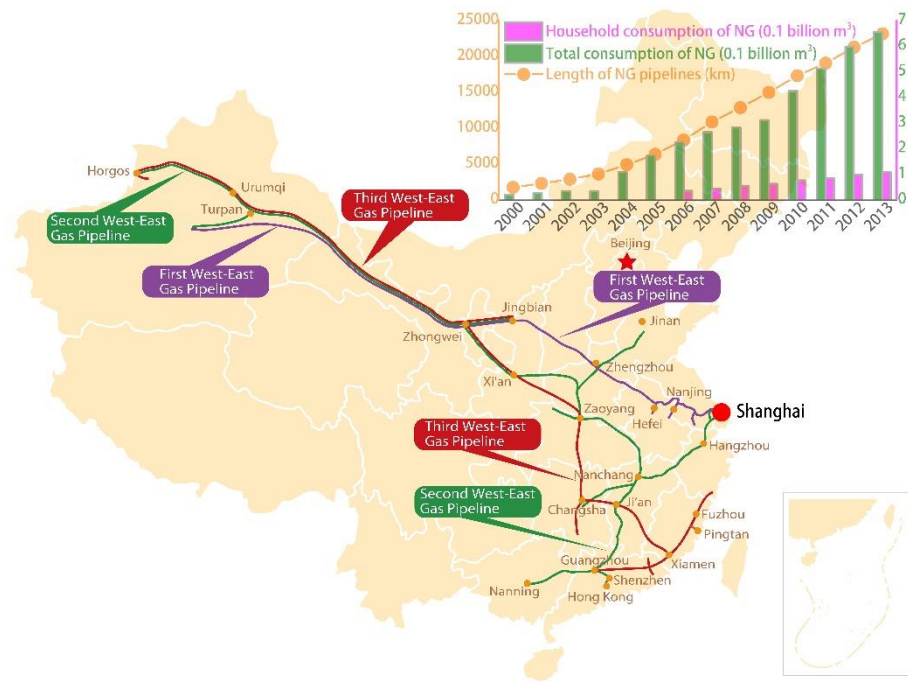 25000
20000
15000
10000
5000
0
Household consumption of NG (0.1 billion m³)
Total consumption of NG (0.1 billion m³)
Length of NG pipelines (km)
7
6
5
4
3
2
1
0
2000
2001
2002
2003
2004
2005
2006
2007
2008
2009
2010
2011
2012
2013
Horgos
Urumqi
Turpan
Second West-East
Gas Pipeline
Third West-East
Gas Pipeline
First West-East
Gas Pipeline
Beijing
First West-East
Gas Pipeline
Jingbian
Jinan
Zhongwei
Zhengzhou
Xi'an
Nanjing
Hefei
Zaoyang
Shanghai
Third West-East
Gas Pipeline
Hangzhou
Nanchang
Second West-East
Gas Pipeline
Changsha
Ji'an
Fuzhou
Pingtan
Guangzhou
Xiamen
Shenzhen
Nanning
Hong Kong